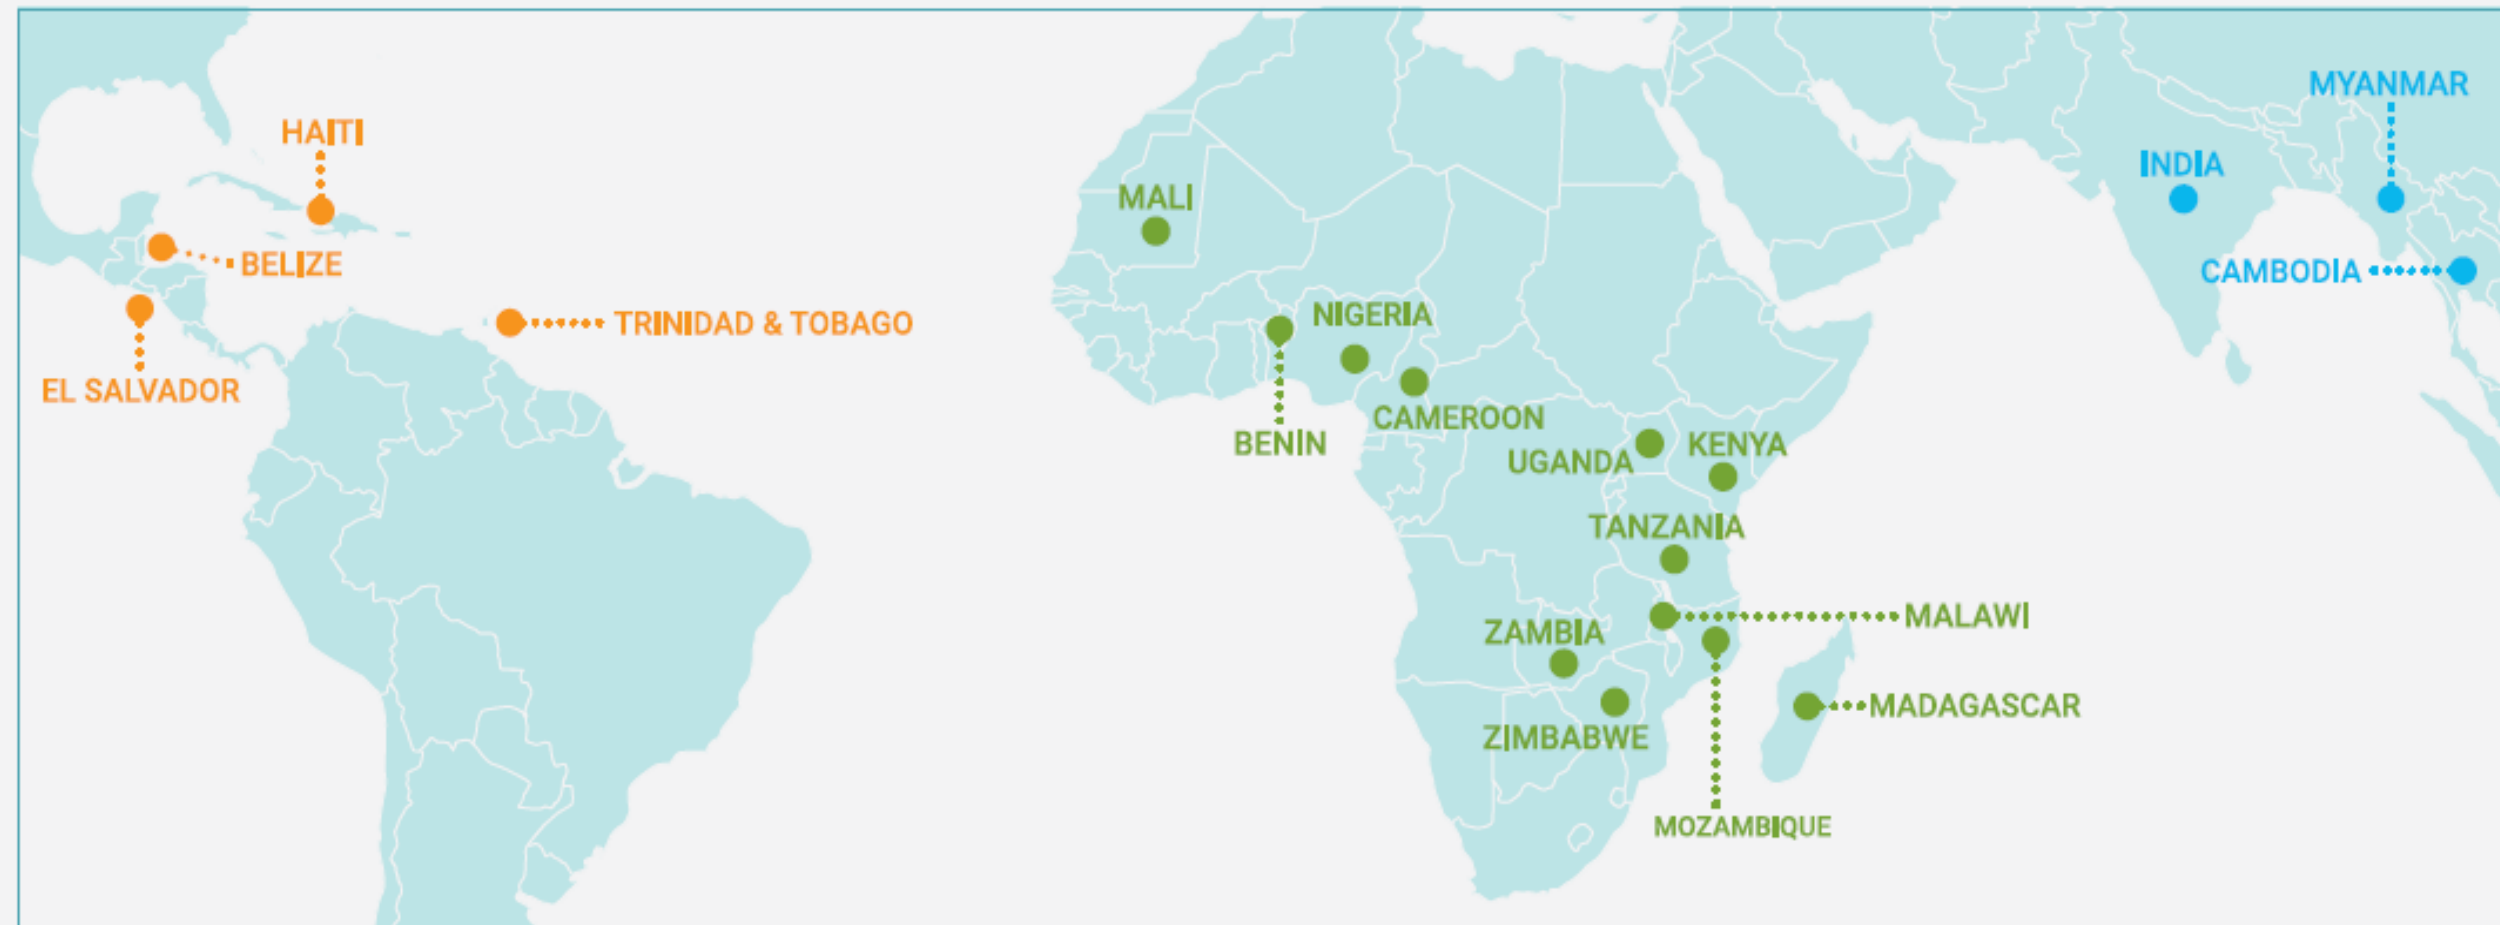 HAITI
BELIZE
TRINIDAD & TOBAGO
EL SALVADOR
MALI
NIGERIA
BENIN
CAMEROON
UGANDA
KENYA
TANZANIA
MALAWI
ZAMBIA
MADAGASCAR
ZIMBABWE
MOZAMBIQUE
MYANMAR
INDIA
CAMBODIA